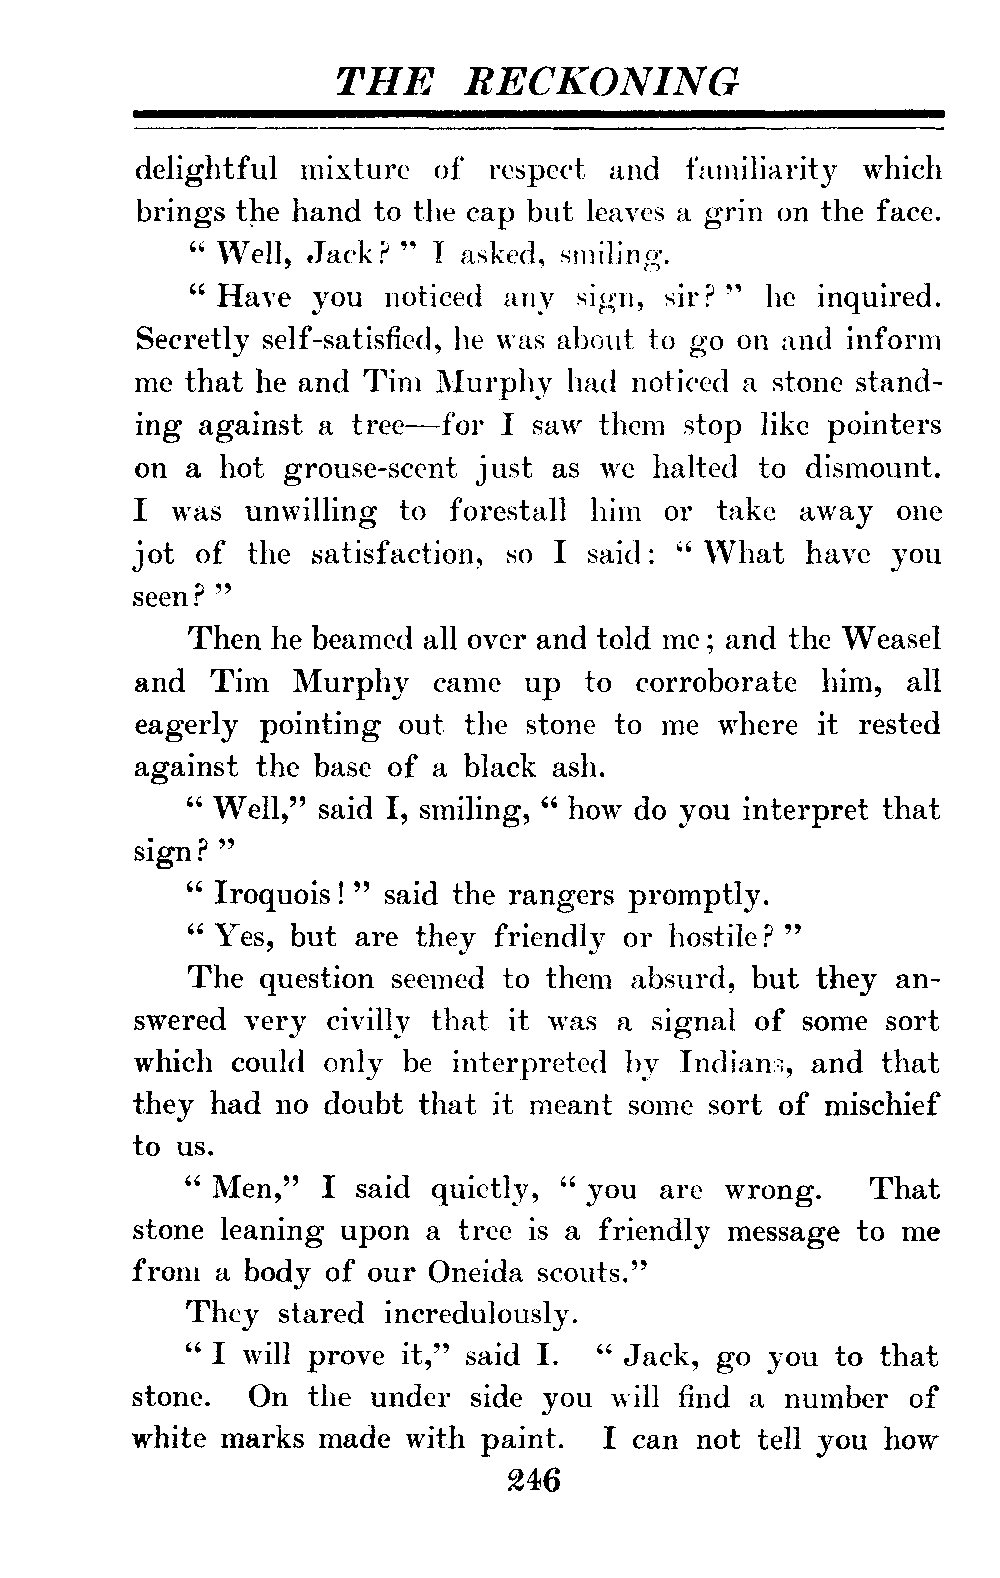 THE RECKONING
delightful mixture of respect and familiarity which
brings the hand to the cap but leaves a grin on the face.
“ Well, Jack? ” I asked, smiling.
“ Have you noticed any sign, sir? ” he inquired.
Secretly self-satisfied, he was about to go on and inform
me that he and Tim Murphy had noticed a stone stand-
ing against a tree—for I saw them stop like pointers
on a hot grouse-scent just as we halted to dismount.
I was unwilling to forestall him or take away one
jot of the satisfaction, so I said: “ What have you
seen? ”
Then he beamed all over and told me; and the Weasel
and Tim Murphy came up to corroborate him, all
eagerly pointing out the stone to me where it rested
against the base of a black ash.
“ Well,” said I, smiling, “ how do you interpret that
sign? ”
“ Iroquois! ” said the rangers promptly.
“ Yes, but are they friendly or hostile? ”
The question seemed to them absurd, but they an-
swered very civilly that it was a signal of some sort
which could only be interpreted by Indians, and that
they had no doubt that it meant some sort of mischief
to us.
“ Men,” I said quietly, “ you are wrong. That
stone leaning upon a tree is a friendly message to me
from a body of our Oneida scouts.”
They stared incredulously.
“ I will prove it,” said I. “ Jack, go you to that
stone. On the under side you will find a number of
white marks made with paint. I can not tell you how
246